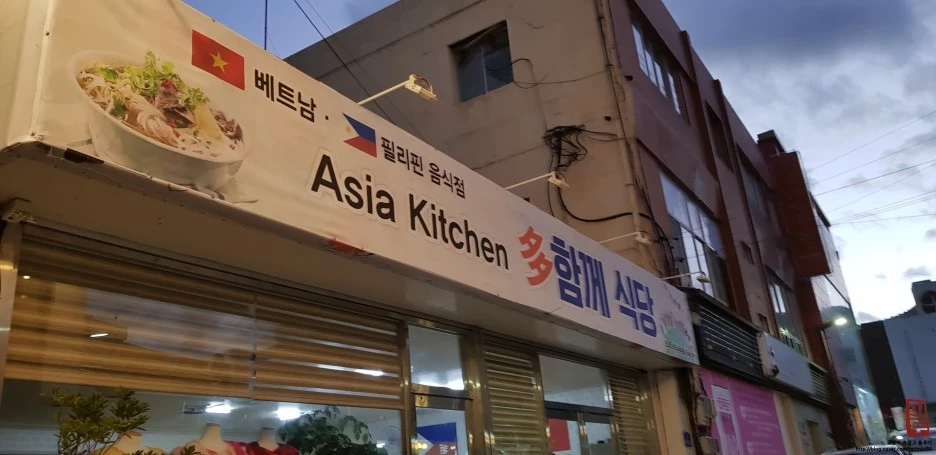 베트남 .
필리핀 음식점
Asia Kitchen
多함께 식당